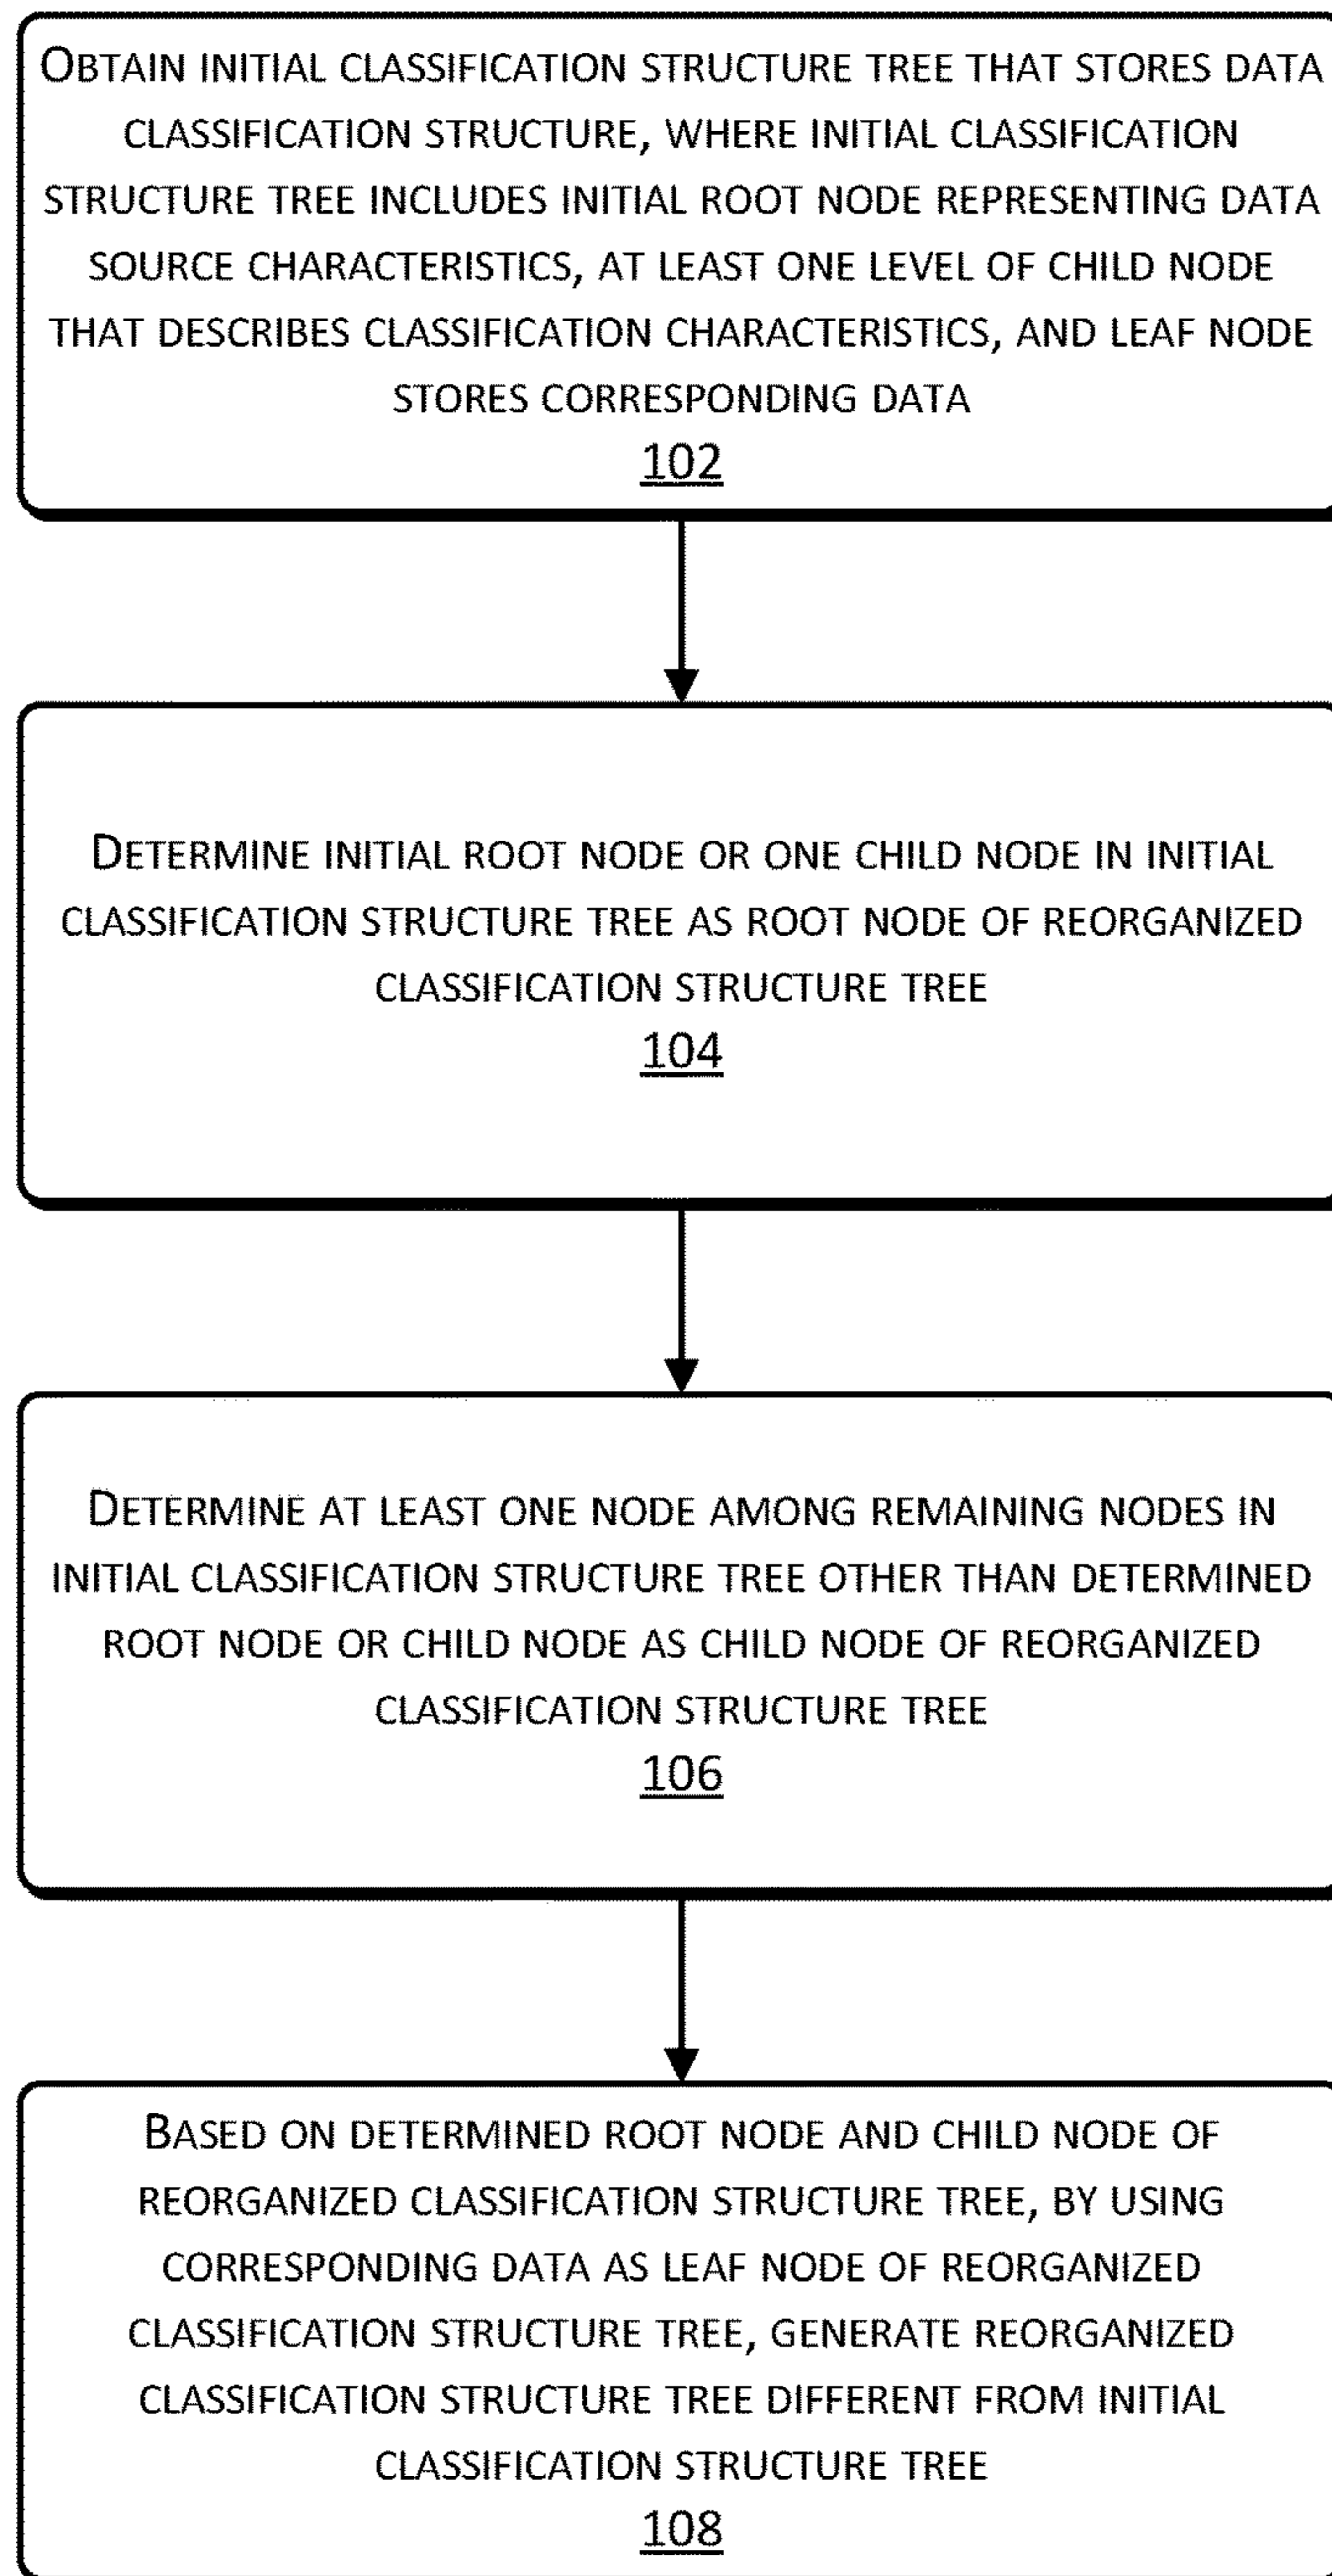 OBTAIN INITIAL CLASSIFICATION STRUCTURE TREE THAT STORES DATA
CLASSIFICATION STRUCTURE, WHERE INITIAL CLASSIFICATION
STRUCTURE TREE INCLUDES INITIAL ROOT NODE REPRESENTING DATA
SOURCE CHARACTERISTICS, AT LEAST ONE LEVEL OF CHILD NODE
THAT DESCRIBES CLASSIFICATION CHARACTERISTICS, AND LEAF NODE
STORES CORRESPONDING DATA
102
DETERMINE INITIAL ROOT NODE OR ONE CHILD NODE IN INITIAL
CLASSIFICATION STRUCTURE TREE AS ROOT NODE OF REORGANIZED
CLASSIFICATION STRUCTURE TREE
104
DETERMINE AT LEAST ONE NODE AMONG REMAINING NODES IN
INITIAL CLASSIFICATION STRUCTURE TREE OTHER THAN DETERMINED
ROOT NODE OR CHILD NODE AS CHILD NODE OF REORGANIZED
CLASSIFICATION STRUCTURE TREE
106
BASED ON DETERMINED ROOT NODE AND CHILD NODE OF
REORGANIZED CLASSIFICATION STRUCTURE TREE, BY USING
CORRESPONDING DATA AS LEAF NODE OF REORGANIZED
CLASSIFICATION STRUCTURE TREE, GENERATE REORGANIZED
CLASSIFICATION STRUCTURE TREE DIFFERENT FROM INITIAL
CLASSIFICATION STRUCTURE TREE
108